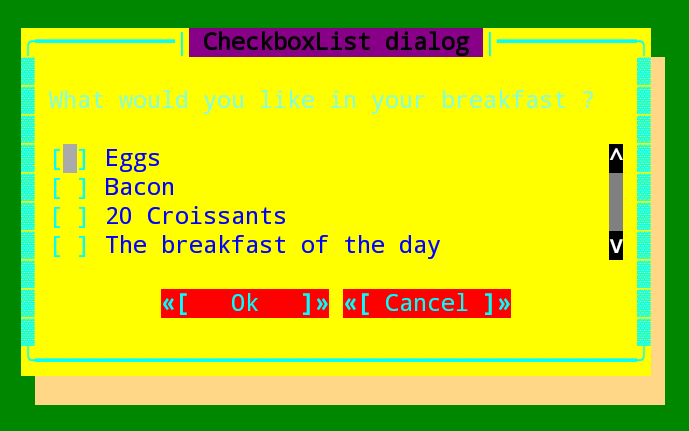 CheckboxList dialog
What would you like in your breakfast ?
[ ] Eggs ^
[ ] Bacon
[ ] 20 Croissants
[ ] The breakfast of the day v
«[ Ok ]» «[ Cancel ]»